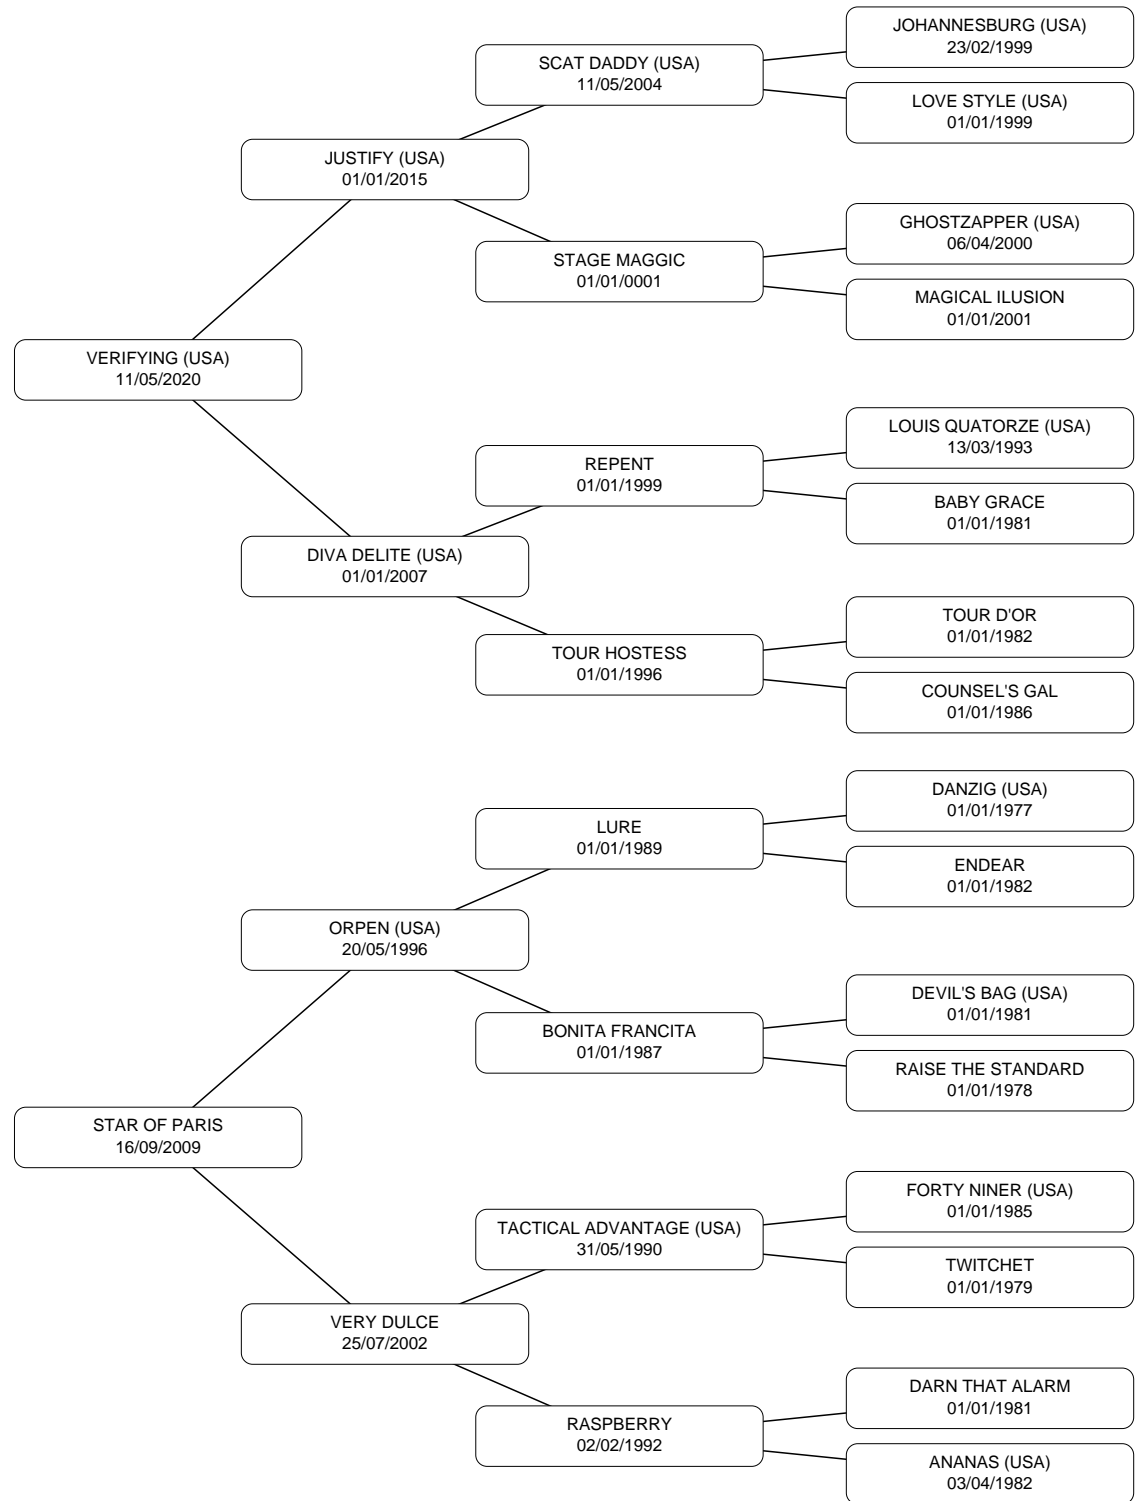 JOHANNESBURG (USA)
23/02/1999
SCAT DADDY (USA)
11/05/2004
LOVE STYLE (USA)
01/01/1999
JUSTIFY (USA)
01/01/2015
GHOSTZAPPER (USA)
06/04/2000
STAGE MAGGIC
01/01/0001
MAGICAL ILUSION
01/01/2001
VERIFYING (USA)
11/05/2020
LOUIS QUATORZE (USA)
13/03/1993
REPENT
01/01/1999
BABY GRACE
01/01/1981
DIVA DELITE (USA)
01/01/2007
TOUR D'OR
01/01/1982
TOUR HOSTESS
01/01/1996
COUNSEL'S GAL
01/01/1986
DANZIG (USA)
01/01/1977
LURE
01/01/1989
ENDEAR
01/01/1982
ORPEN (USA)
20/05/1996
DEVIL'S BAG (USA)
01/01/1981
BONITA FRANCITA
01/01/1987
RAISE THE STANDARD
01/01/1978
STAR OF PARIS
16/09/2009
FORTY NINER (USA)
01/01/1985
TACTICAL ADVANTAGE (USA)
31/05/1990
TWITCHET
01/01/1979
VERY DULCE
25/07/2002
DARN THAT ALARM
01/01/1981
RASPBERRY
02/02/1992
ANANAS (USA)
03/04/1982